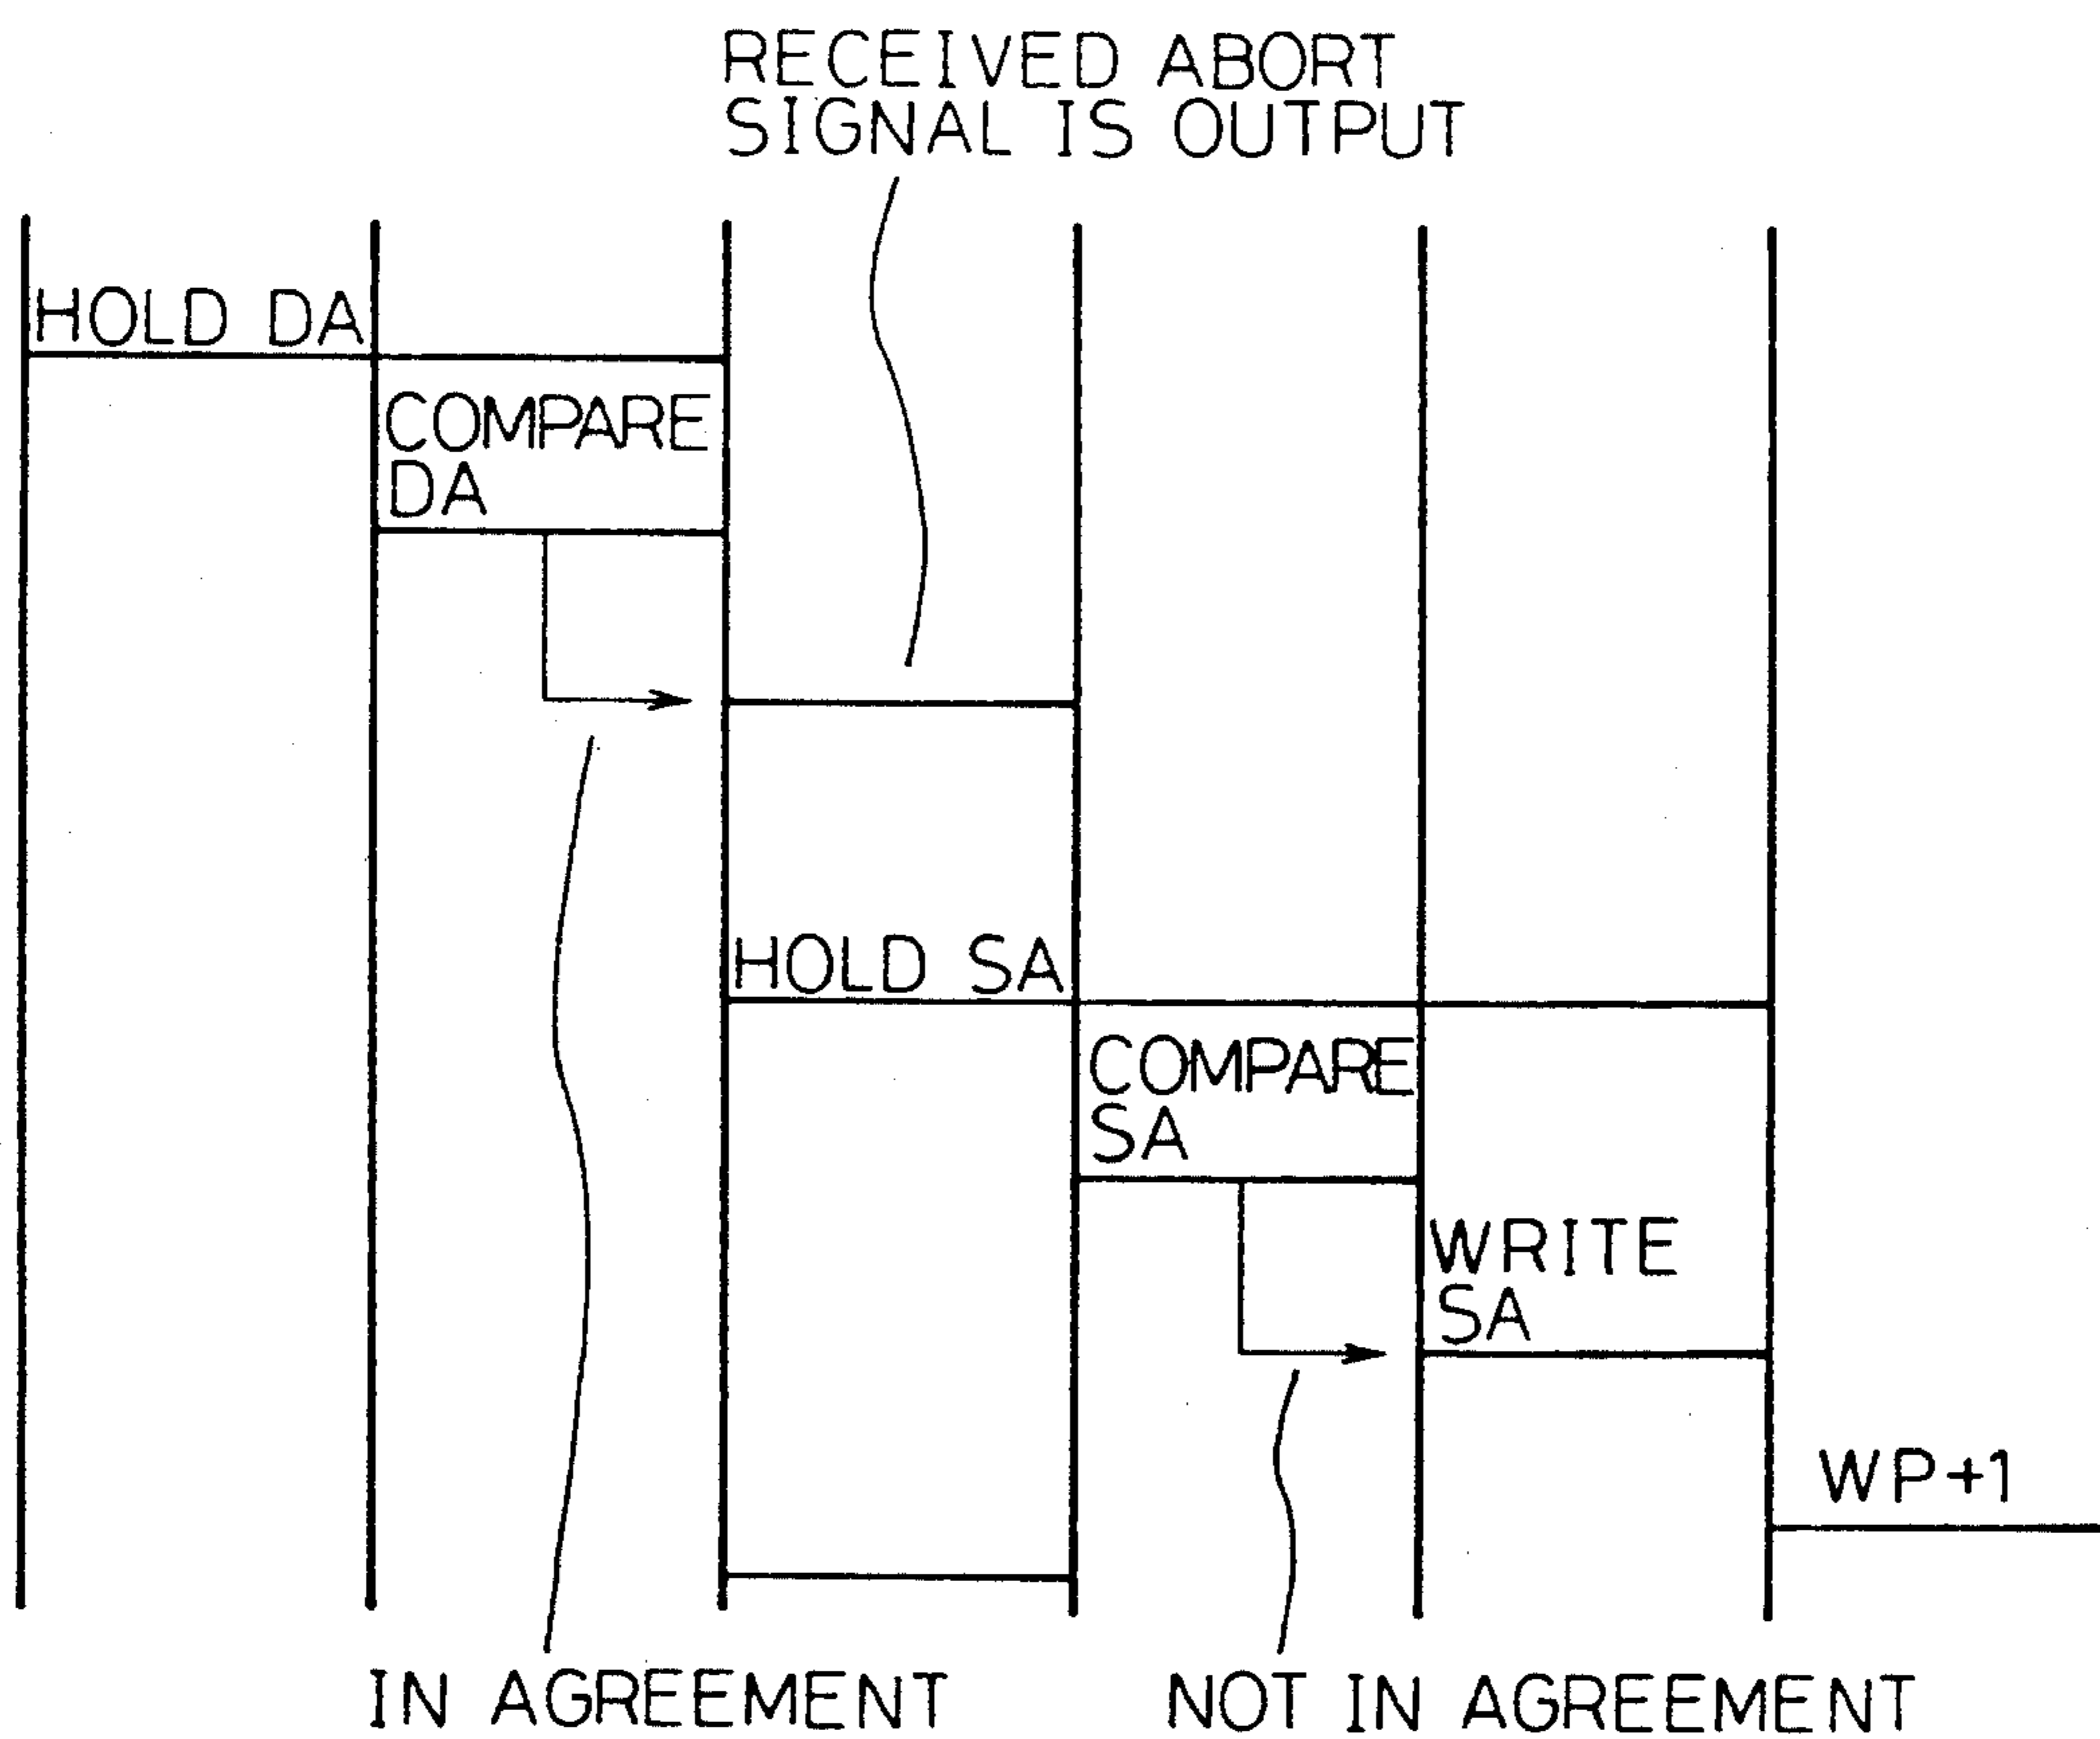 RECEIVED ABORT
SIGNAL IS OUTPUT
HOLD DA
COMPARE
DA
HOLD SA
COMPARE
SA
WRITE
SA
WP+1
IN AGREEMENT
NOT IN AGREEMENT